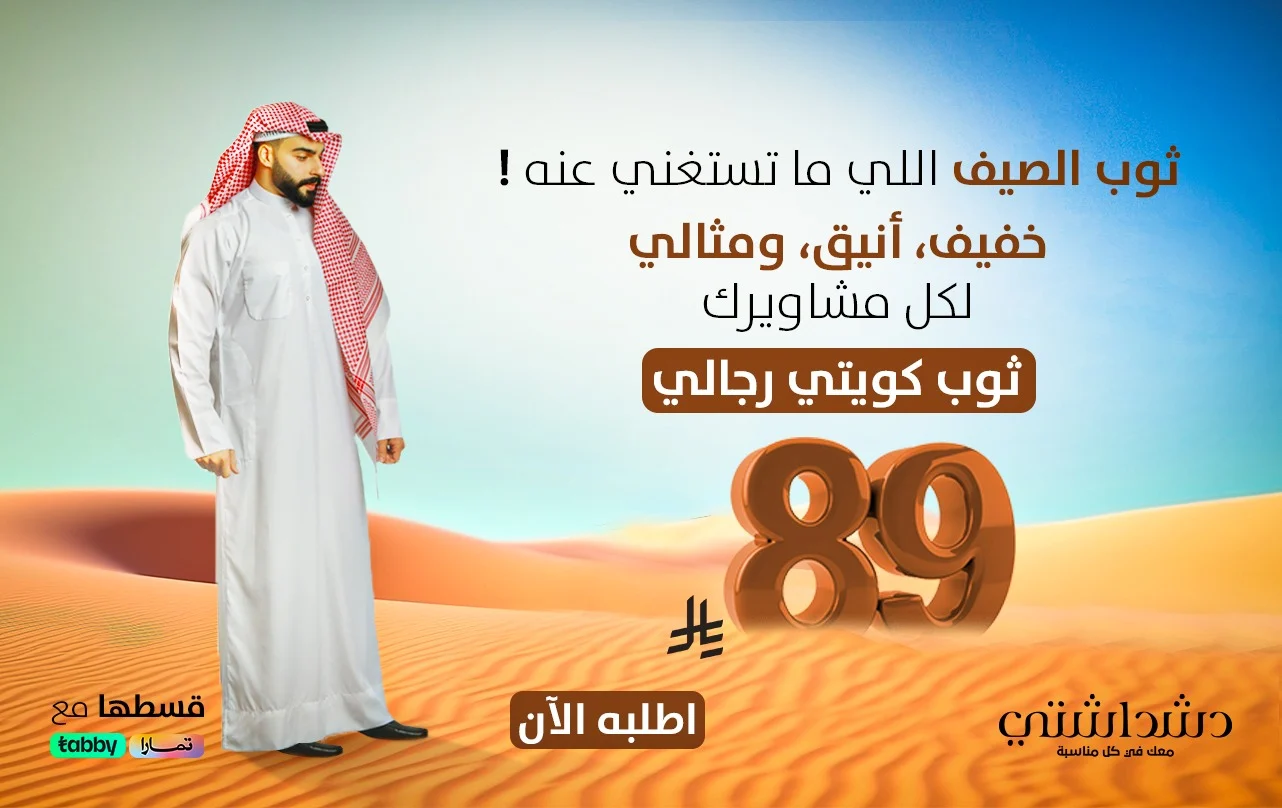 ثوب الصيف اللي ما تستغني عنه !
خفيف، أنيق، ومثالي
لكل مشاويرك
ثوب كويتي رجالي
89
اطلبه الآن
قسطها مع
tabby تمارا
دشداشتي
معك في كل مناسبة